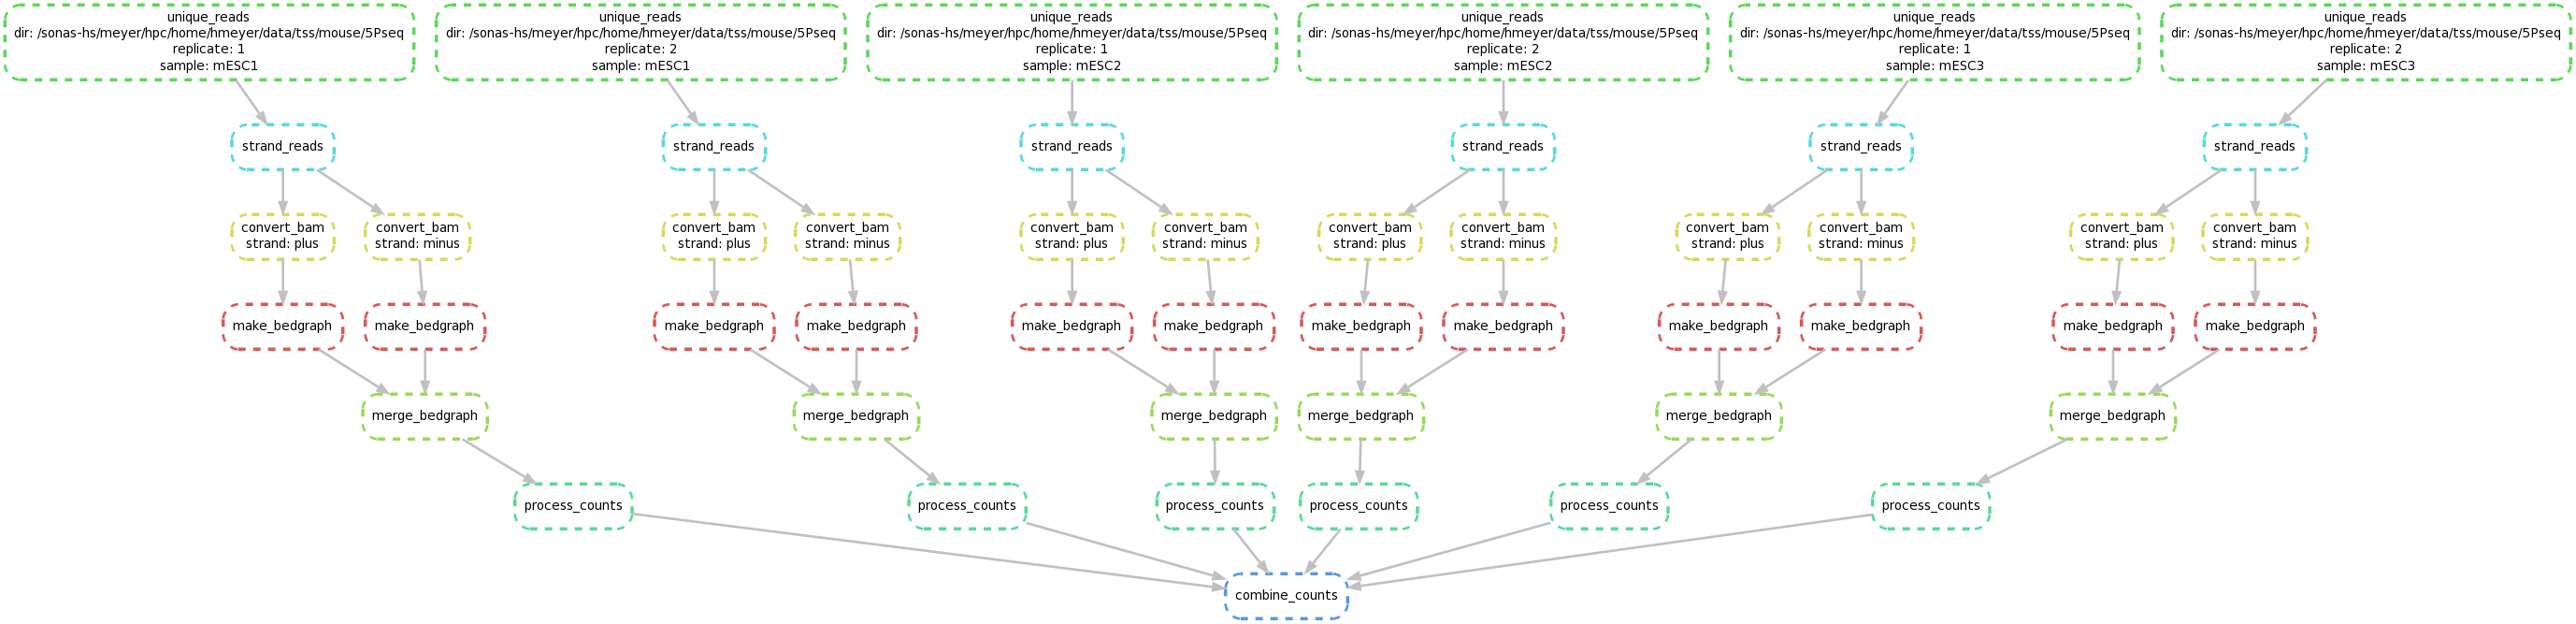 unique_reads
dir: /sonas-hs/meyer/hpc/home/hmeyer/data/tss/mouse/5Pseq
replicate: 1
sample: mESC1
unique_reads
dir: /sonas-hs/meyer/hpc/home/hmeyer/data/tss/mouse/5Pseq
replicate: 2
sample: mESC1
unique_reads
dir: /sonas-hs/meyer/hpc/home/hmeyer/data/tss/mouse/5Pseq
replicate: 1
sample: mESC2
unique_reads
dir: /sonas-hs/meyer/hpc/home/hmeyer/data/tss/mouse/5Pseq
replicate: 2
sample: mESC2
unique_reads
dir: /sonas-hs/meyer/hpc/home/hmeyer/data/tss/mouse/5Pseq
replicate: 1
sample: mESC3
unique_reads
dir: /sonas-hs/meyer/hpc/home/hmeyer/data/tss/mouse/5Pseq
replicate: 2
sample: mESC3
strand_reads
strand_reads
strand_reads
strand_reads
strand_reads
strand_reads
convert_bam
strand: plus
convert_bam
strand: minus
convert_bam
strand: plus
convert_bam
strand: minus
convert_bam
strand: plus
convert_bam
strand: minus
convert_bam
strand: plus
convert_bam
strand: minus
convert_bam
strand: plus
convert_bam
strand: minus
convert_bam
strand: plus
convert_bam
strand: minus
make_bedgraph
make_bedgraph
make_bedgraph
make_bedgraph
make_bedgraph
make_bedgraph
make_bedgraph
make_bedgraph
make_bedgraph
make_bedgraph
make_bedgraph
make_bedgraph
merge_bedgraph
merge_bedgraph
merge_bedgraph
merge_bedgraph
merge_bedgraph
merge_bedgraph
process_counts
process_counts
process_counts
process_counts
process_counts
process_counts
combine_counts